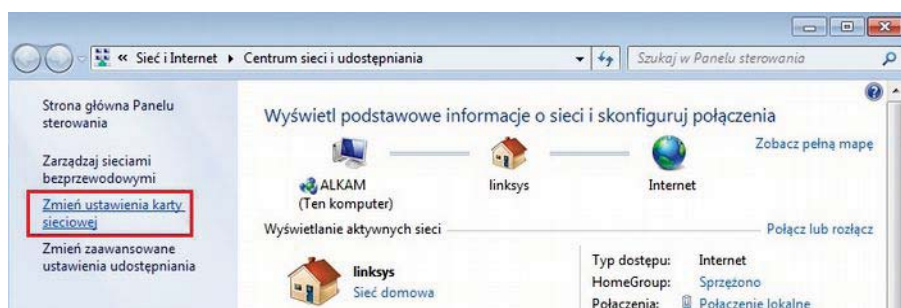 « Sieć i Internet ▸ Centrum sieci i udostępniania
Szukaj w Panelu sterowania
Strona główna Panelu
sterowania
Zarządzaj sieciami
bezprzewodowymi
Zmień ustawienia karty
sieciowej
Zmień zaawansowane
ustawienia udostępniania
Wyświetl podstawowe informacje o sieci i skonfiguruj połączenia
Zobacz pełną mapę
ALKAM
(Ten komputer)
linksys
Internet
Wyświetlanie aktywnych sieci
Połącz lub rozłącz
linksys
Sieć domowa
Typ dostępu: Internet
HomeGroup: Sprzężono
Połączenia: Połączenie lokalne